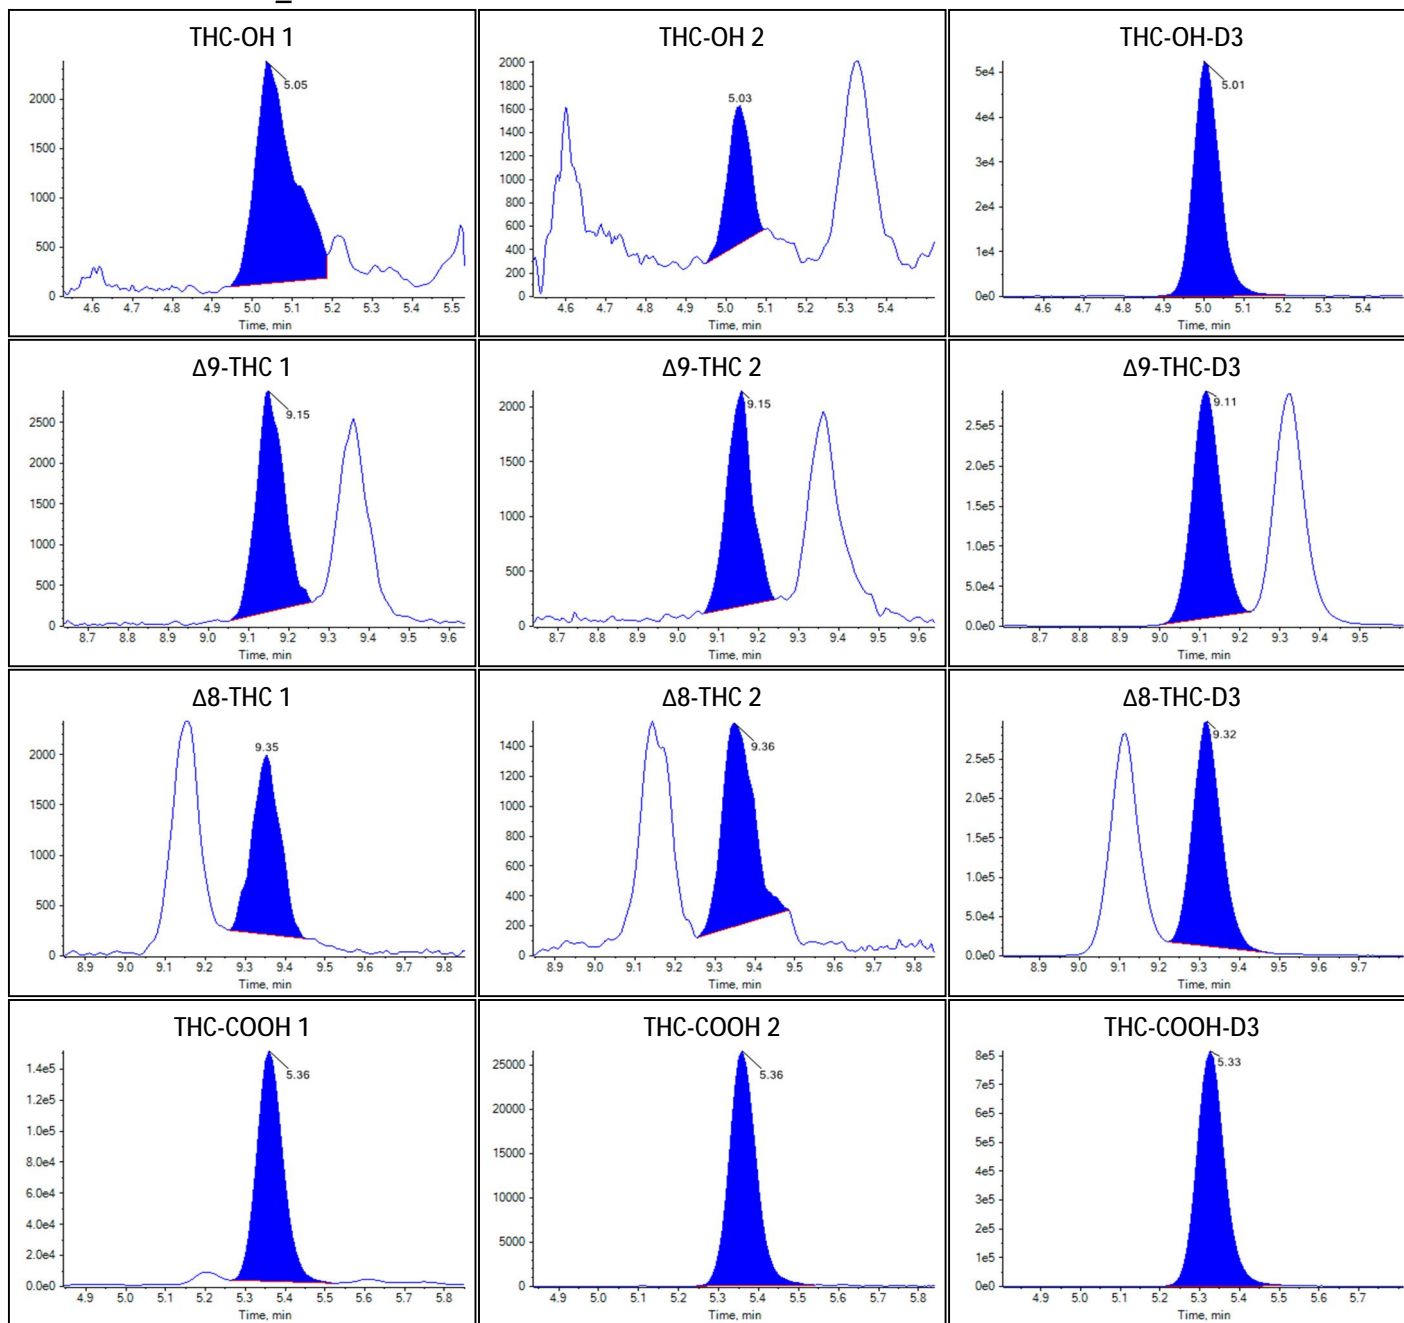 THC-OH 1
5.05
2000
1500
1000
500
0
4.6 4.7 4.8 4.9 5.0 5.1 5.2 5.3 5.4 5.5
Time, min
THC-OH 2
5.03
2000
1800
1600
1400
1200
1000
800
600
400
200
0
4.6 4.7 4.8 4.9 5.0 5.1 5.2 5.3 5.4
Time, min
THC-OH-D3
5.01
5e4
4e4
3e4
2e4
1e4
0e0
4.6 4.7 4.8 4.9 5.0 5.1 5.2 5.3 5.4
Time, min
Δ9-THC 1
9.15
2500
2000
1500
1000
500
0
8.7 8.8 8.9 9.0 9.1 9.2 9.3 9.4 9.5 9.6
Time, min
Δ9-THC 2
9.15
2000
1500
1000
500
0
8.7 8.8 8.9 9.0 9.1 9.2 9.3 9.4 9.5 9.6
Time, min
Δ9-THC-D3
9.11
2.5e5
2.0e5
1.5e5
1.0e5
5.0e4
0.0e0
8.7 8.8 8.9 9.0 9.1 9.2 9.3 9.4 9.5
Time, min
Δ8-THC 1
9.35
2000
1500
1000
500
0
8.9 9.0 9.1 9.2 9.3 9.4 9.5 9.6 9.7 9.8
Time, min
Δ8-THC 2
9.36
1400
1200
1000
800
600
400
200
0
8.9 9.0 9.1 9.2 9.3 9.4 9.5 9.6 9.7 9.8
Time, min
Δ8-THC-D3
9.32
2.5e5
2.0e5
1.5e5
1.0e5
5.0e4
0.0e0
8.9 9.0 9.1 9.2 9.3 9.4 9.5 9.6 9.7
Time, min
THC-COOH 1
5.36
1.4e5
1.2e5
1.0e5
8.0e4
6.0e4
4.0e4
2.0e4
0.0e0
4.9 5.0 5.1 5.2 5.3 5.4 5.5 5.6 5.7 5.8
Time, min
THC-COOH 2
5.36
25000
20000
15000
10000
5000
0
4.9 5.0 5.1 5.2 5.3 5.4 5.5 5.6 5.7 5.8
Time, min
THC-COOH-D3
5.33
8e5
7e5
6e5
5e5
4e5
3e5
2e5
1e5
0e0
4.9 5.0 5.1 5.2 5.3 5.4 5.5 5.6 5.7
Time, min